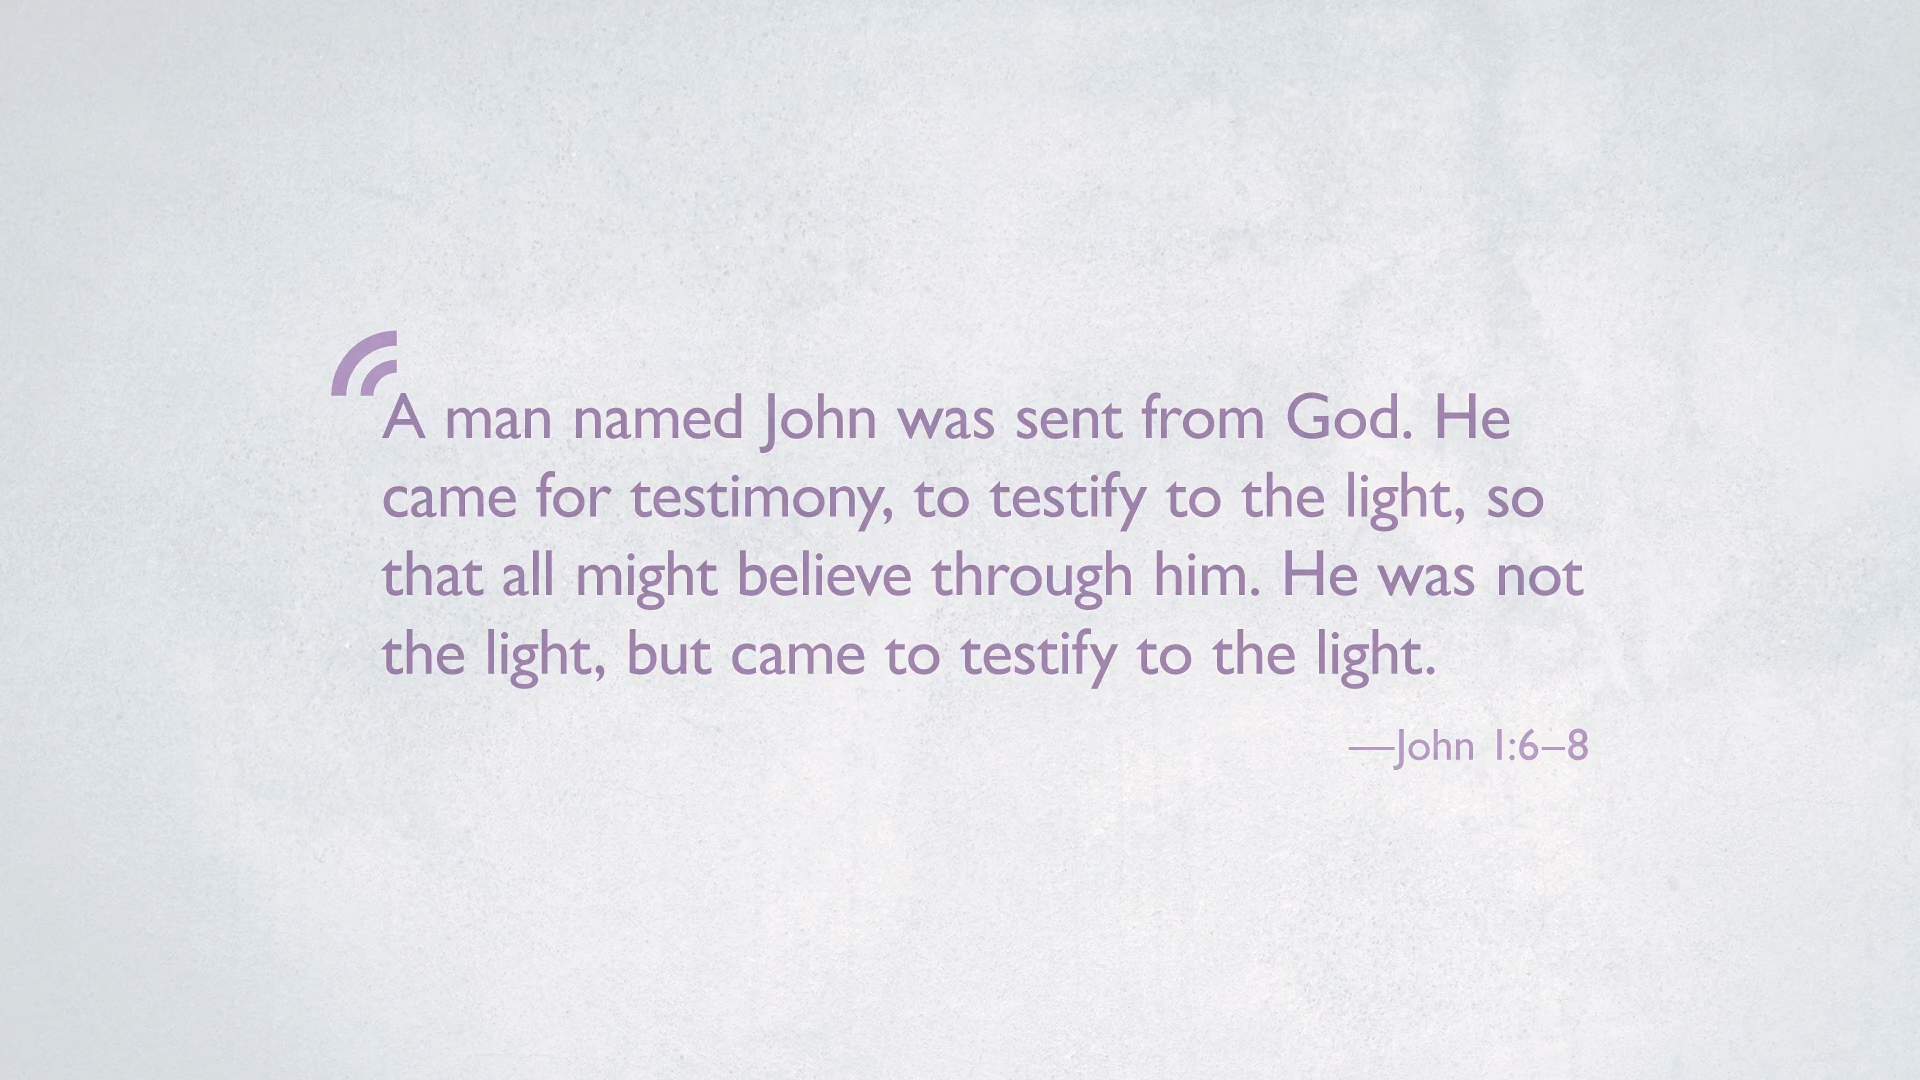 A man named John was sent from God. He
came for testimony, to testify to the light, so
that all might believe through him. He was not
the light, but came to testify to the light.
—John 1:6–8